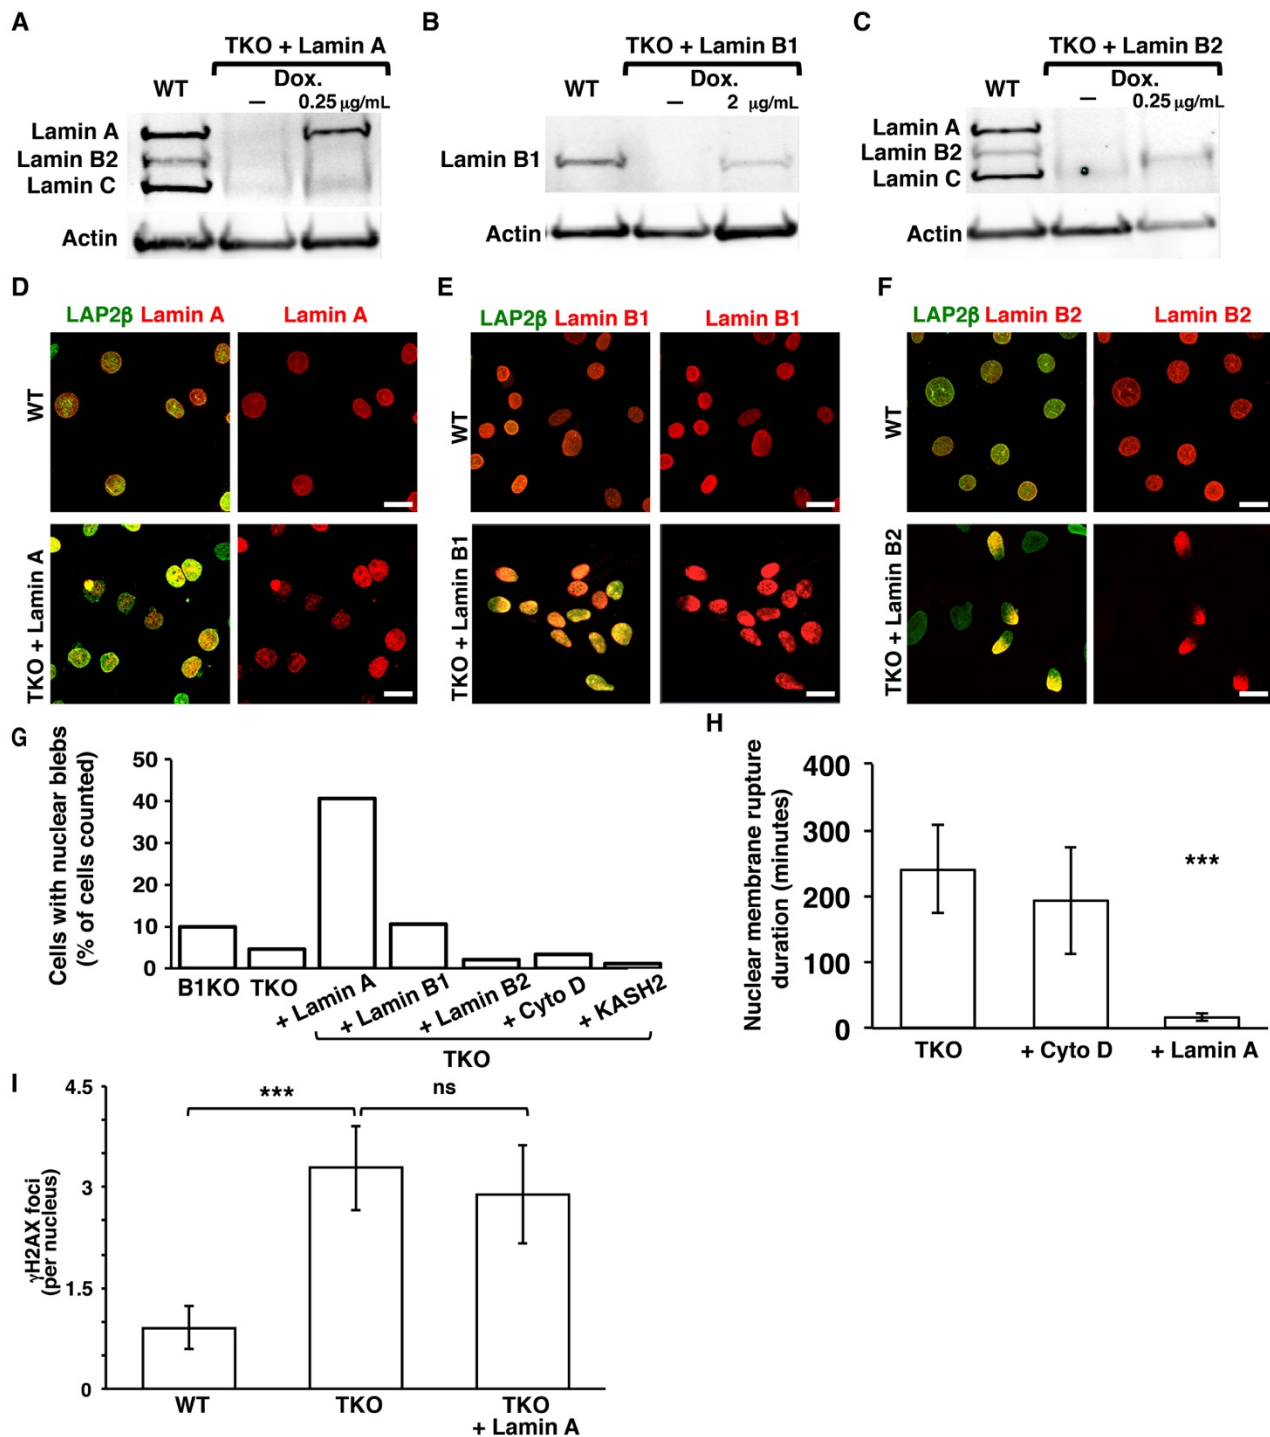 A
TKO + Lamin A
WT
Dox.
— 0.25 μg/mL
Lamin A
Lamin B2
Lamin C
Actin
B
TKO + Lamin B1
WT
Dox.
— 2 μg/mL
Lamin B1
Actin
C
TKO + Lamin B2
WT
Dox.
— 0.25 μg/mL
Lamin A
Lamin B2
Lamin C
Actin
D
LAP2β Lamin A Lamin A
WT
TKO + Lamin A
E
LAP2β Lamin B1 Lamin B1
WT
TKO + Lamin B1
F
LAP2β Lamin B2 Lamin B2
WT
TKO + Lamin B2
G
Cells with nuclear blebs
(% of cells counted)
50
40
30
20
10
0
B1KO TKO + Lamin A + Lamin B1 + Lamin B2 + Cyto D + KASH2
TKO
H
Nuclear membrane rupture
duration (minutes)
400
300
200
100
0
***
TKO + Cyto D + Lamin A
I
γH2AX foci
(per nucleus)
4.5
3
1.5
0
*** ns
WT TKO TKO
+ Lamin A